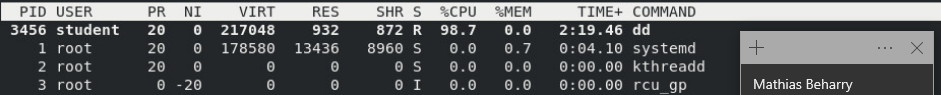 PID USER PR NI VIRT RES SHR S %CPU %MEM TIME+ COMMAND
3456 student 20 0 217048 932 872 R 98.7 0.0 2:19.46 dd
1 root 20 0 178580 13436 8960 S 0.0 0.7 0:04.10 systemd
2 root 20 0 0 0 0 S 0.0 0.0 0:00.00 kthreadd
3 root 0 -20 0 0 0 I 0.0 0.0 0:00.00 rcu_gp
Mathias Beharry